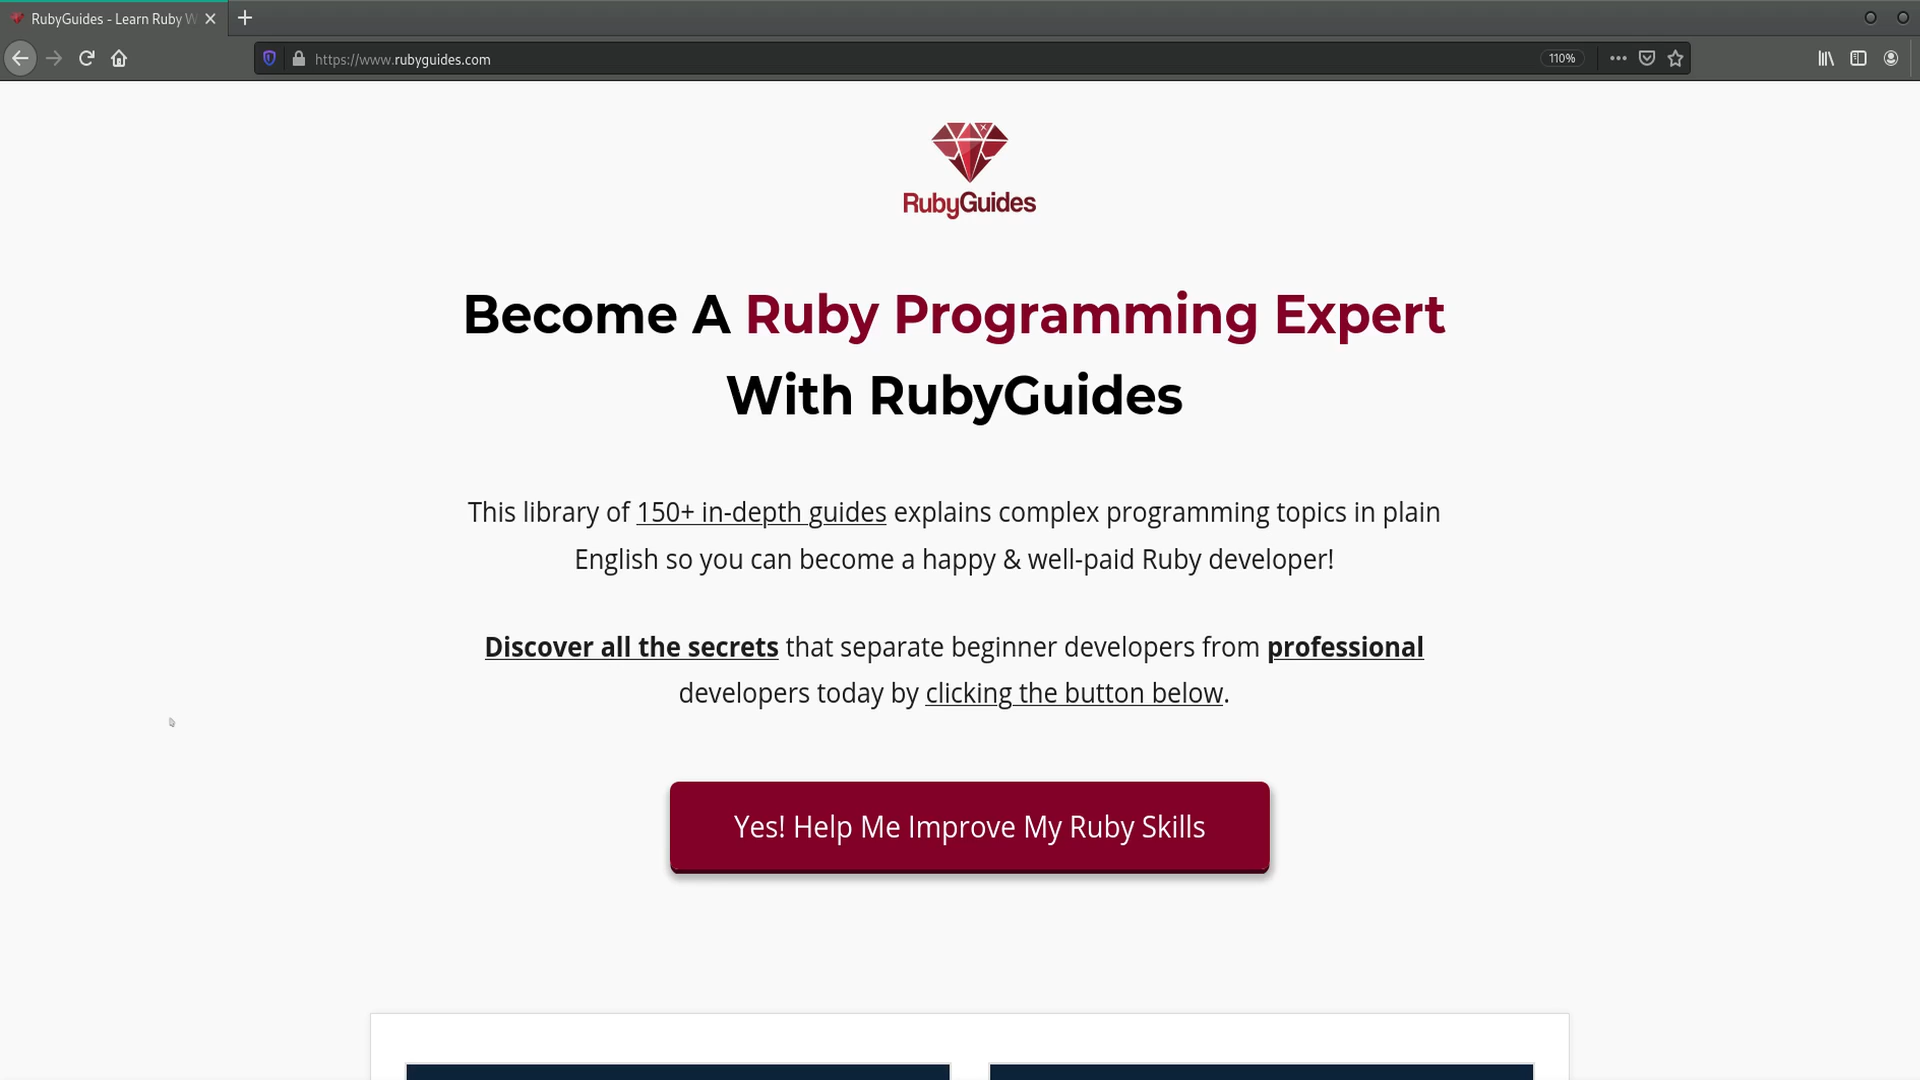 RubyGuides - Learn Ruby W
https://www.rubyguides.com
110%
RubyGuides
Become A Ruby Programming Expert
With RubyGuides
This library of 150+ in-depth guides explains complex programming topics in plain
English so you can become a happy & well-paid Ruby developer!
Discover all the secrets that separate beginner developers from professional
developers today by clicking the button below.
Yes! Help Me Improve My Ruby Skills